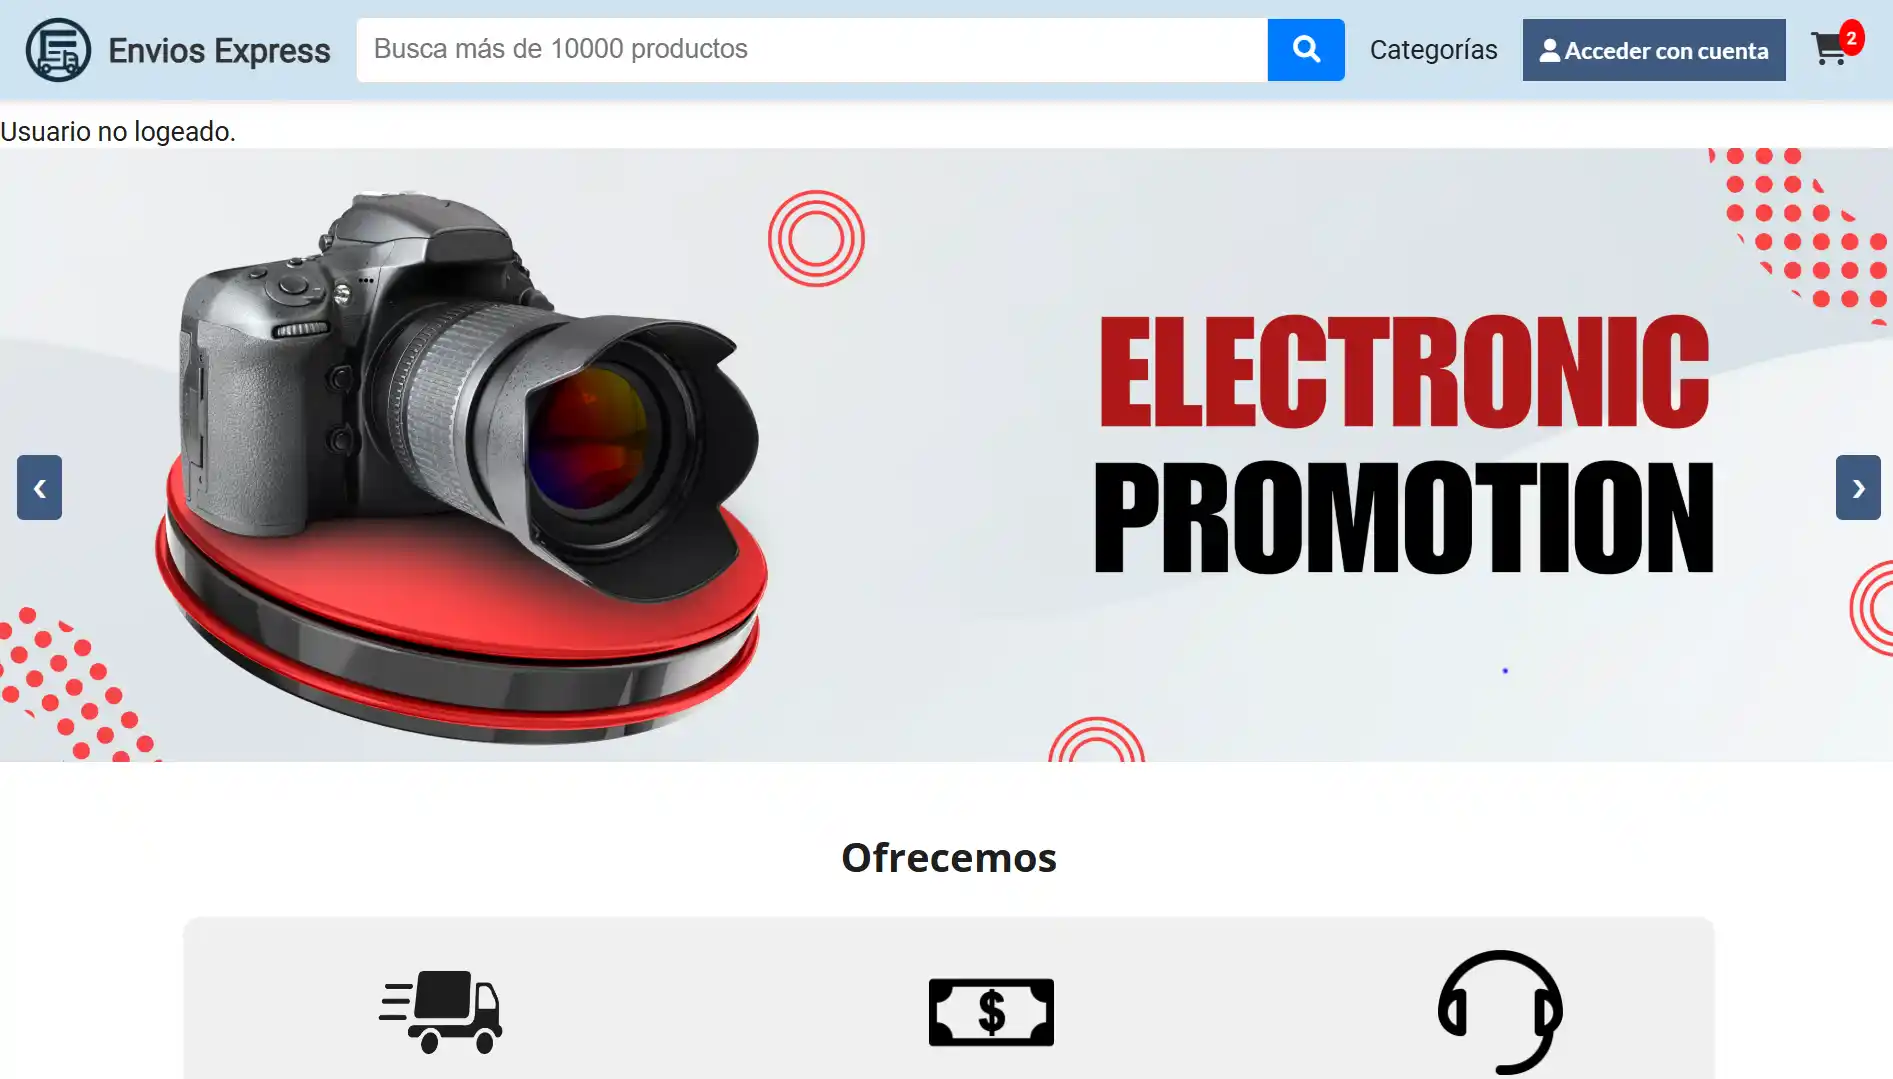 Envios Express
Busca más de 10000 productos
Categorías
Acceder con cuenta
2
Usuario no logeado.
ELECTRONIC
PROMOTION
Ofrecemos
$